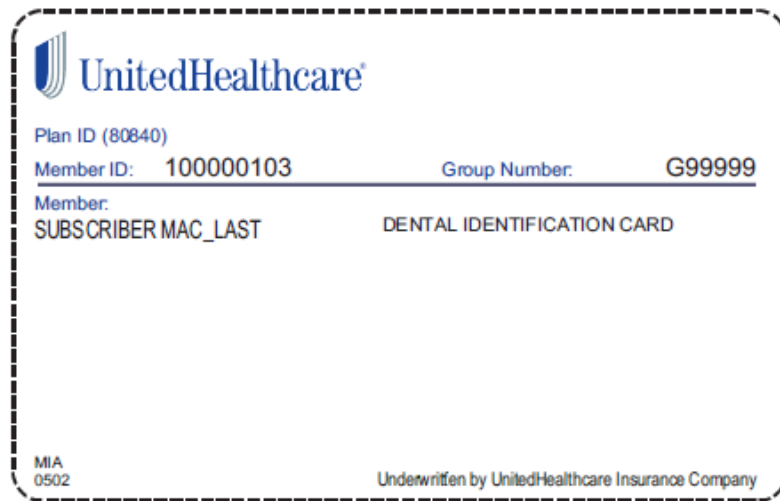 UnitedHealthcare®
Plan ID (80840)
Member ID: 100000103 Group Number: G99999
Member:
SUBSCRIBER MAC_LAST DENTAL IDENTIFICATION CARD
MIA
0502 Underwritten by UnitedHealthcare Insurance Company